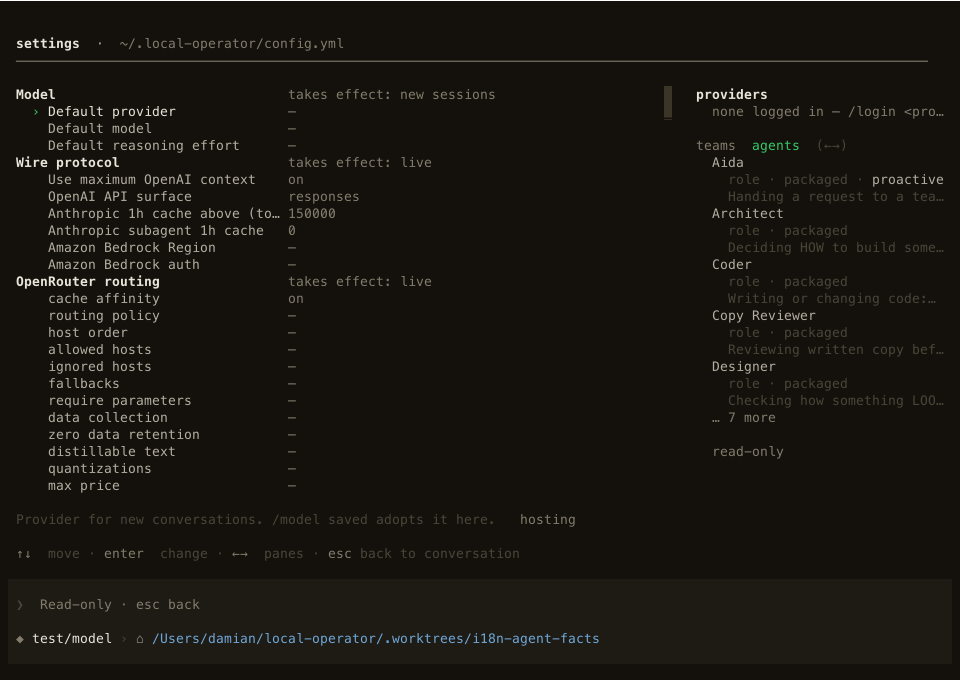 settings · ~/.local-operator/config.yml
Model takes effect: new sessions
› Default provider —
Default model —
Default reasoning effort —
Wire protocol takes effect: live
Use maximum OpenAI context on
OpenAI API surface responses
Anthropic 1h cache above (to… 150000
Anthropic subagent 1h cache 0
Amazon Bedrock Region —
Amazon Bedrock auth —
OpenRouter routing takes effect: live
cache affinity on
routing policy —
host order —
allowed hosts —
ignored hosts —
fallbacks —
require parameters —
data collection —
zero data retention —
distillable text —
quantizations —
max price —
providers
none logged in — /login <pro…
teams agents (←→)
Aida
role · packaged · proactive
Handing a request to a tea…
Architect
role · packaged
Deciding HOW to build some…
Coder
role · packaged
Writing or changing code:…
Copy Reviewer
role · packaged
Reviewing written copy bef…
Designer
role · packaged
Checking how something LOO…
… 7 more
read-only
Provider for new conversations. /model saved adopts it here. hosting
↑↓ move · enter change · ←→ panes · esc back to conversation
❯ Read-only · esc back
◆ test/model › ⌂ /Users/damian/local-operator/.worktrees/i18n-agent-facts